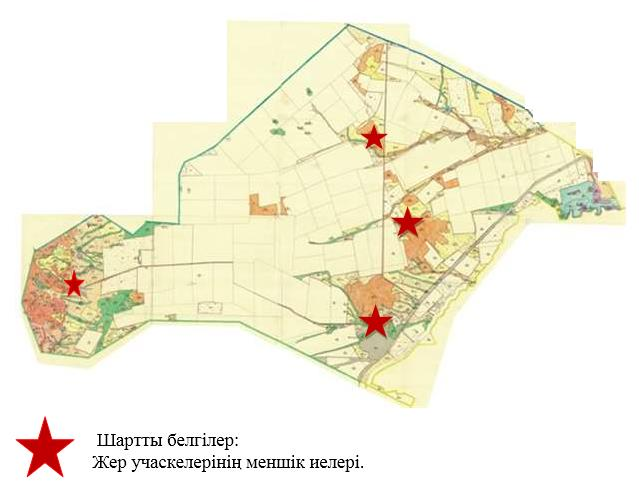 Шартты белгілер:
Жер учаскелерінің меншік иелері.